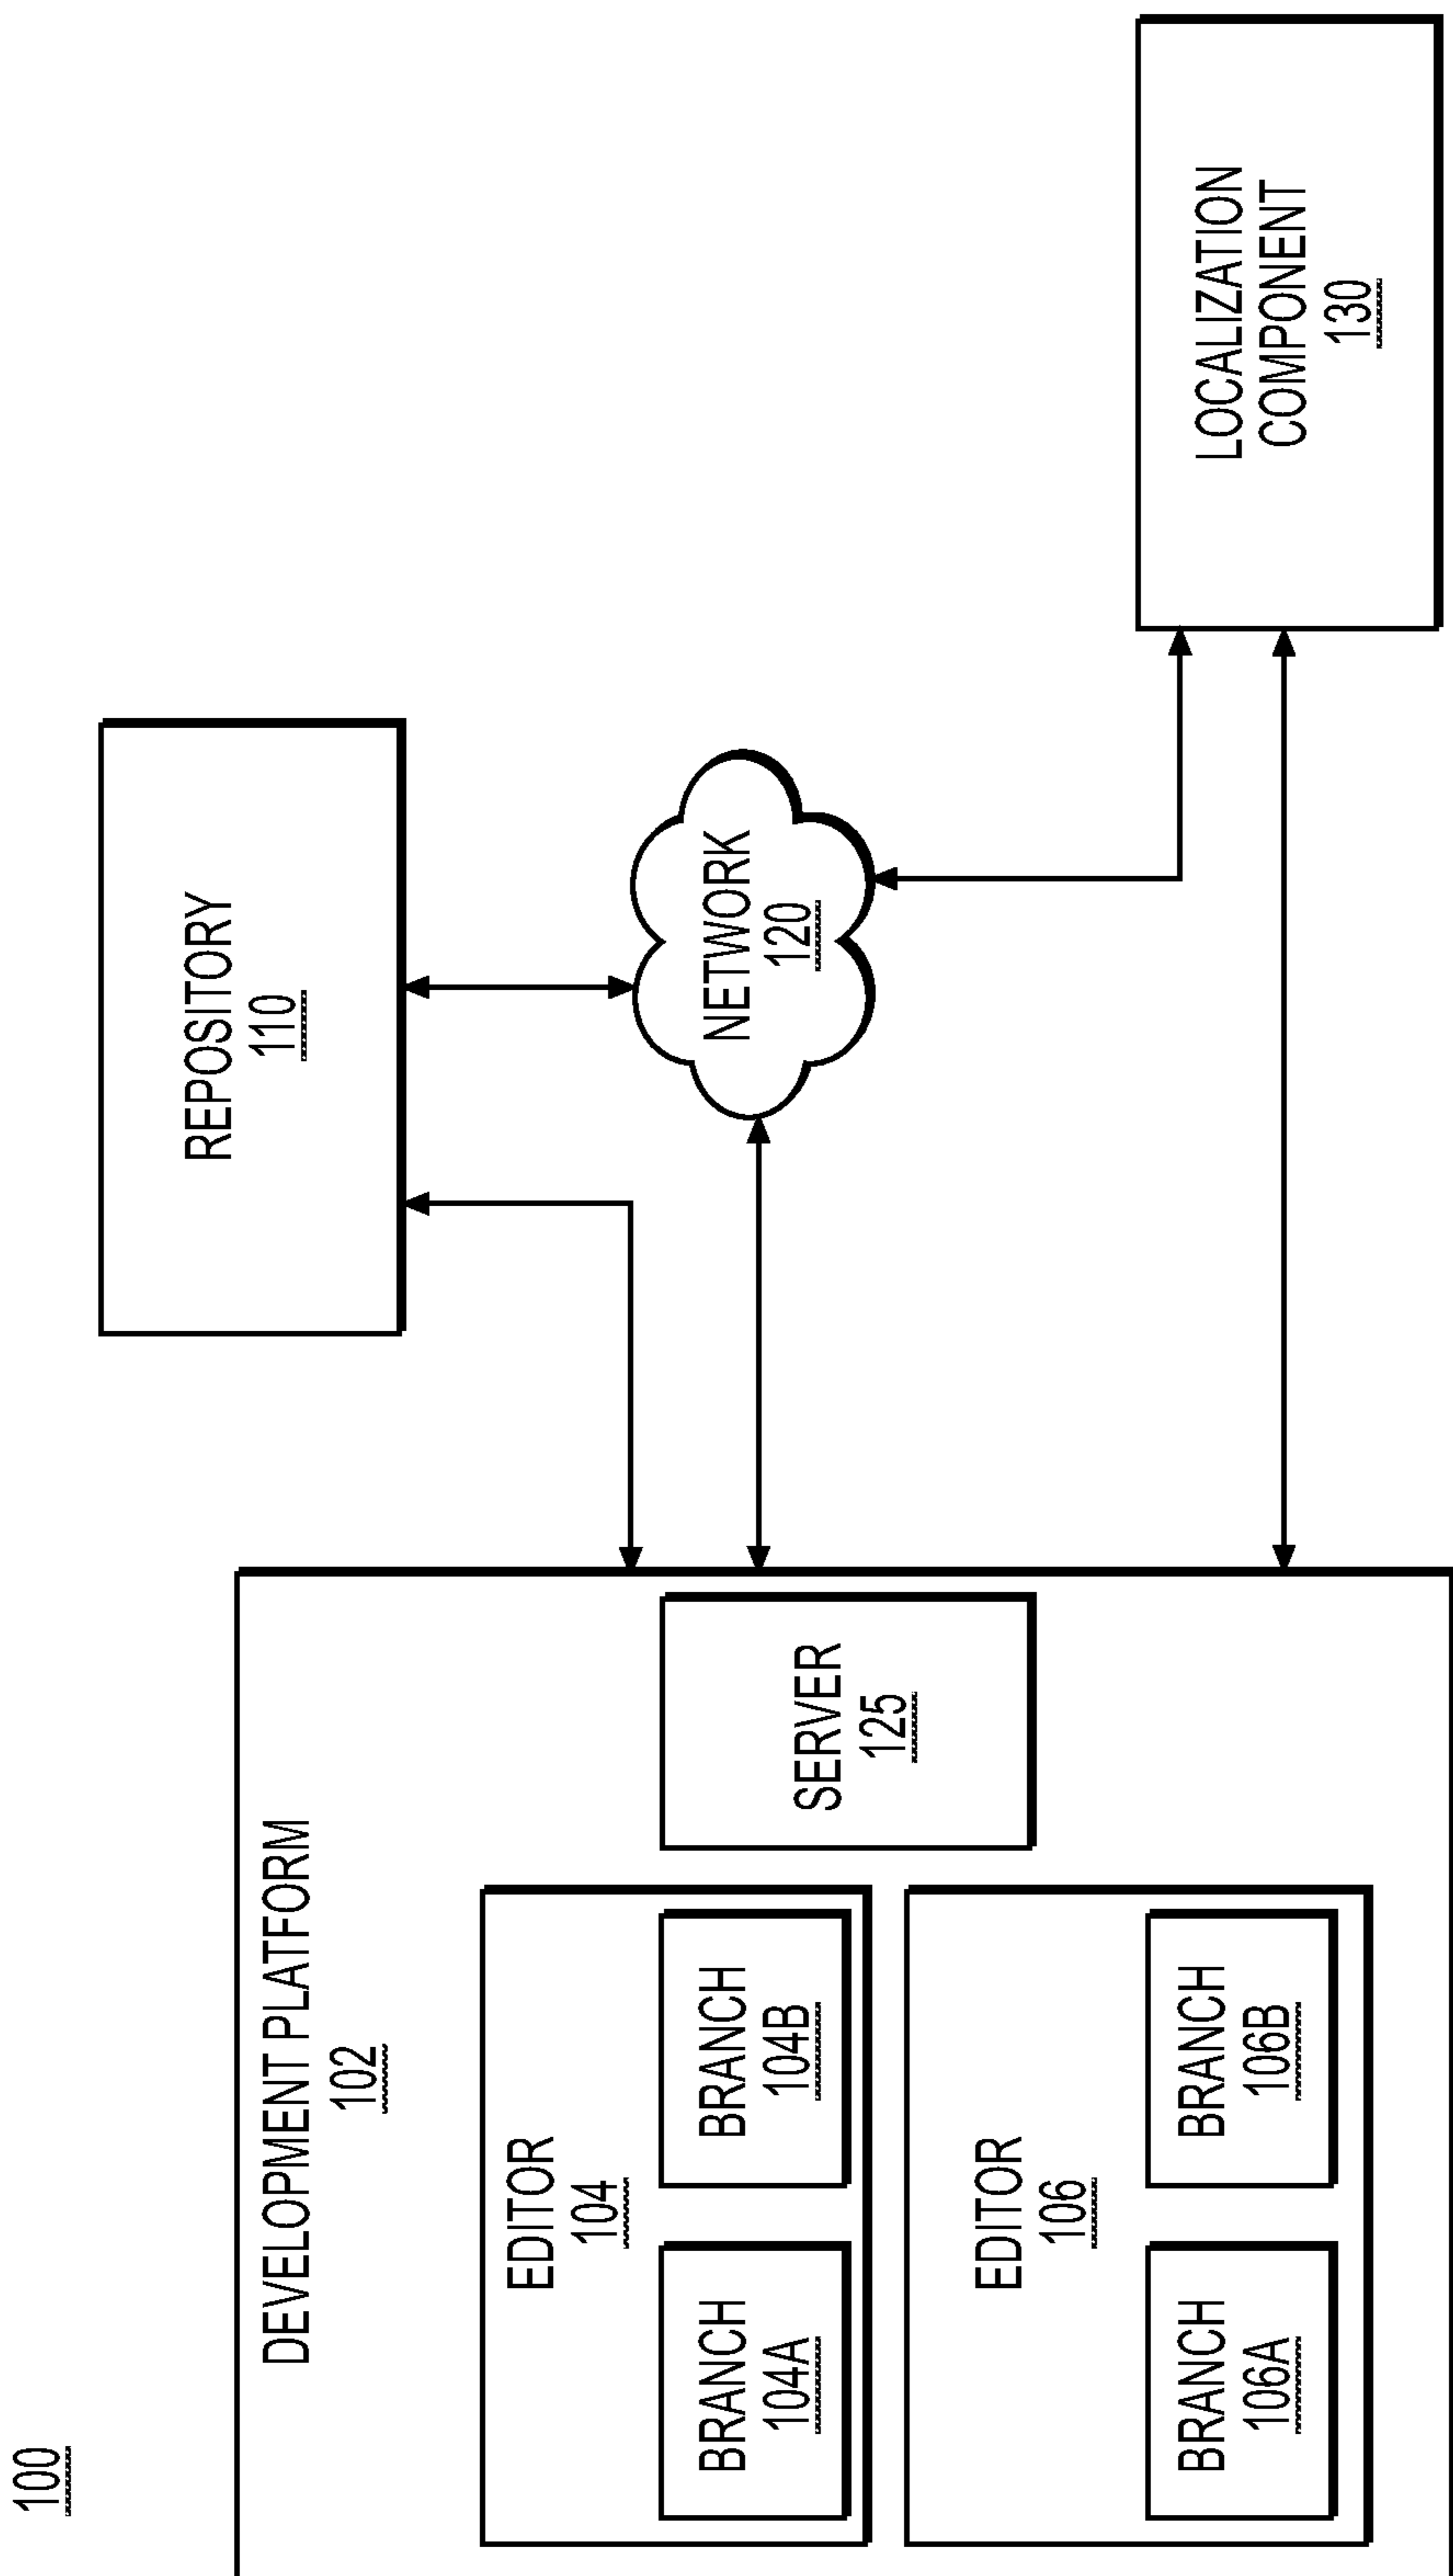 100
DEVELOPMENT PLATFORM
102
EDITOR
104
BRANCH
104A
BRANCH
104B
EDITOR
106
BRANCH
106A
BRANCH
106B
SERVER
125
REPOSITORY
110
NETWORK
120
LOCALIZATION
COMPONENT
130